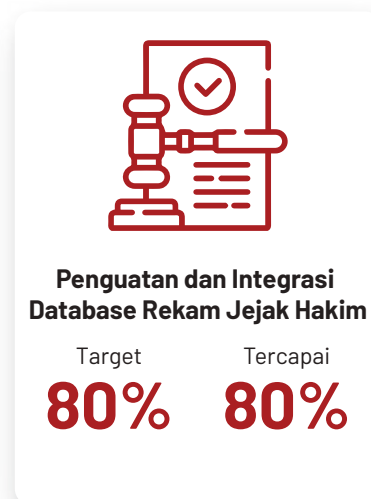 Penguatan dan Integrasi
Database Rekam Jejak Hakim
Target Tercapai
80% 80%